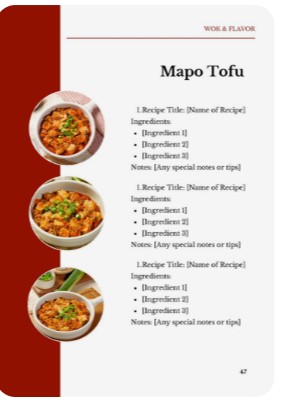 WOK & FLAVOR
Mapo Tofu
1.Recipe Title: [Name of Recipe]
Ingredients:
• [Ingredient 1]
• [Ingredient 2]
• [Ingredient 3]
Notes: [Any special notes or tips]
1.Recipe Title: [Name of Recipe]
Ingredients:
• [Ingredient 1]
• [Ingredient 2]
• [Ingredient 3]
Notes: [Any special notes or tips]
1.Recipe Title: [Name of Recipe]
Ingredients:
• [Ingredient 1]
• [Ingredient 2]
• [Ingredient 3]
Notes: [Any special notes or tips]
47